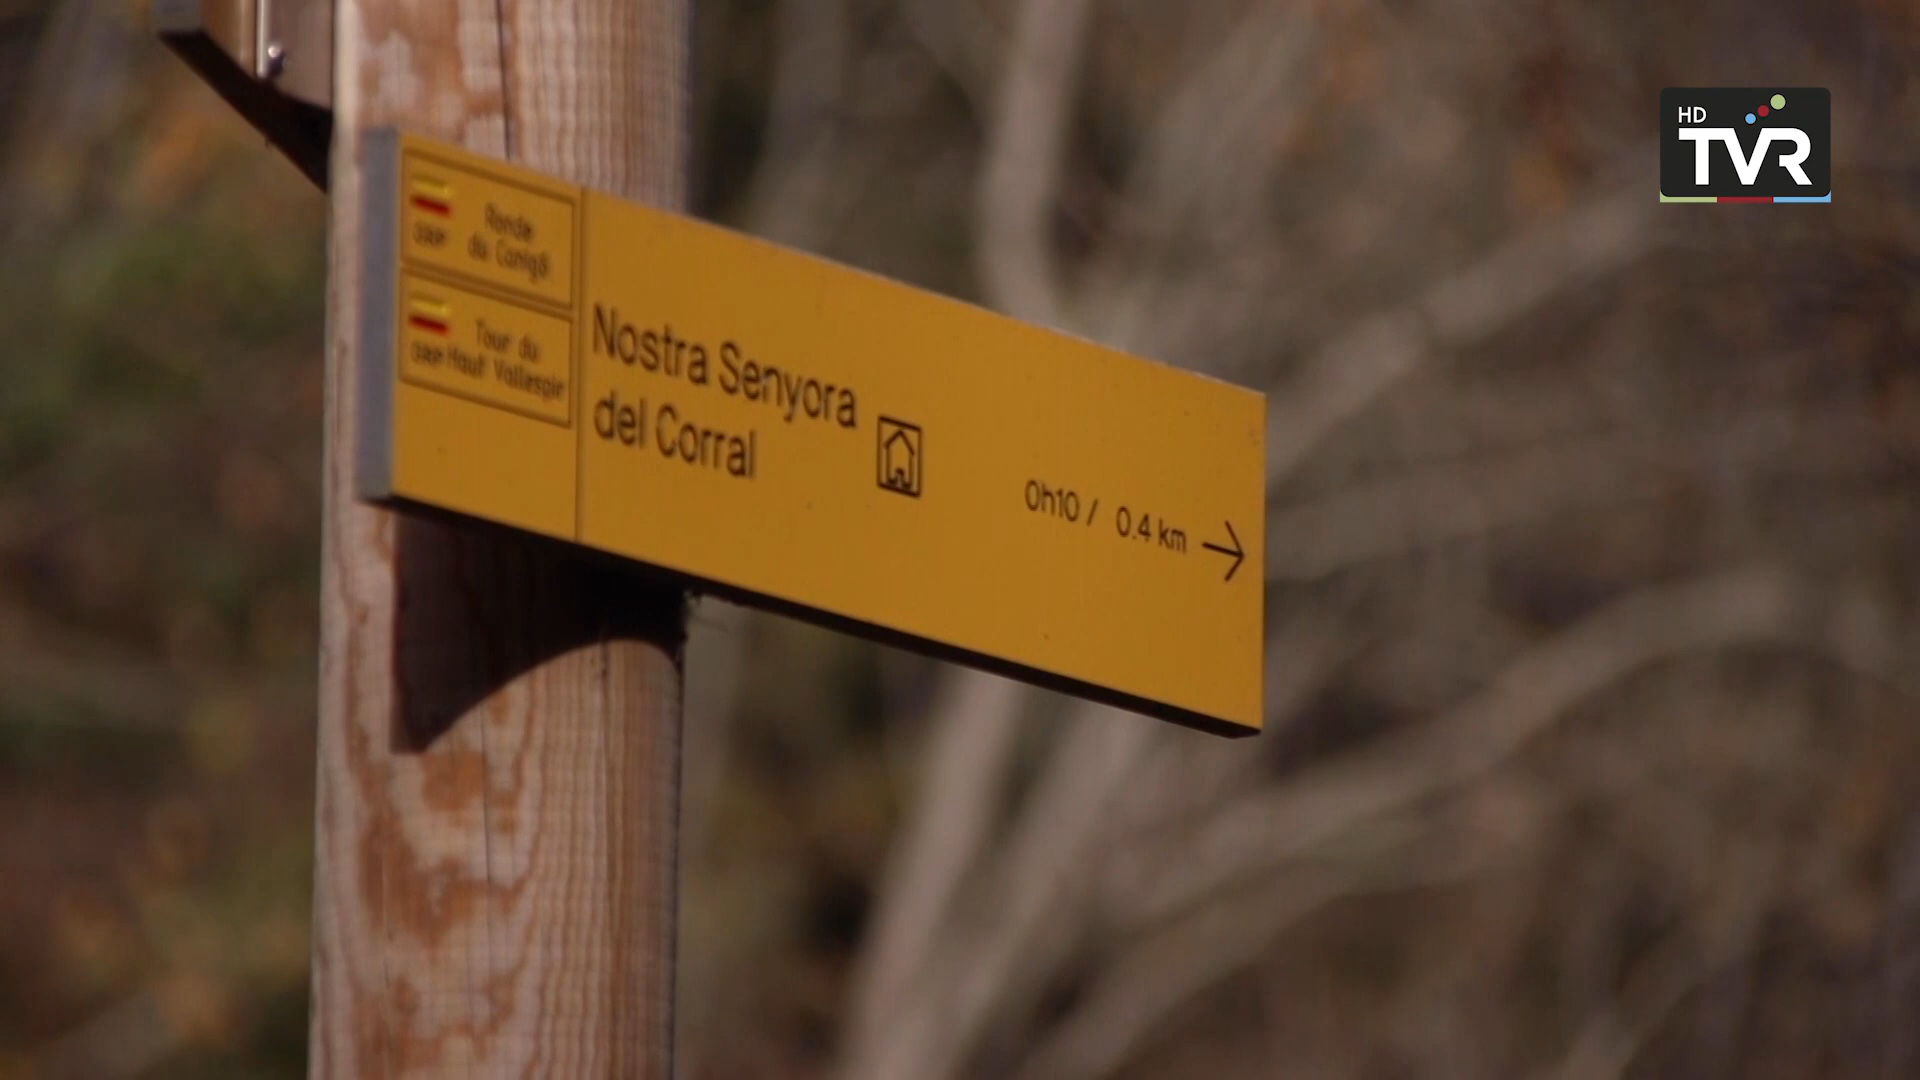 Ronde
GRP du Canigó
Tour du
GRP Haut Vallespir
Nostra Senyora
del Corral
0h10 / 0.4 km
HD
TVR